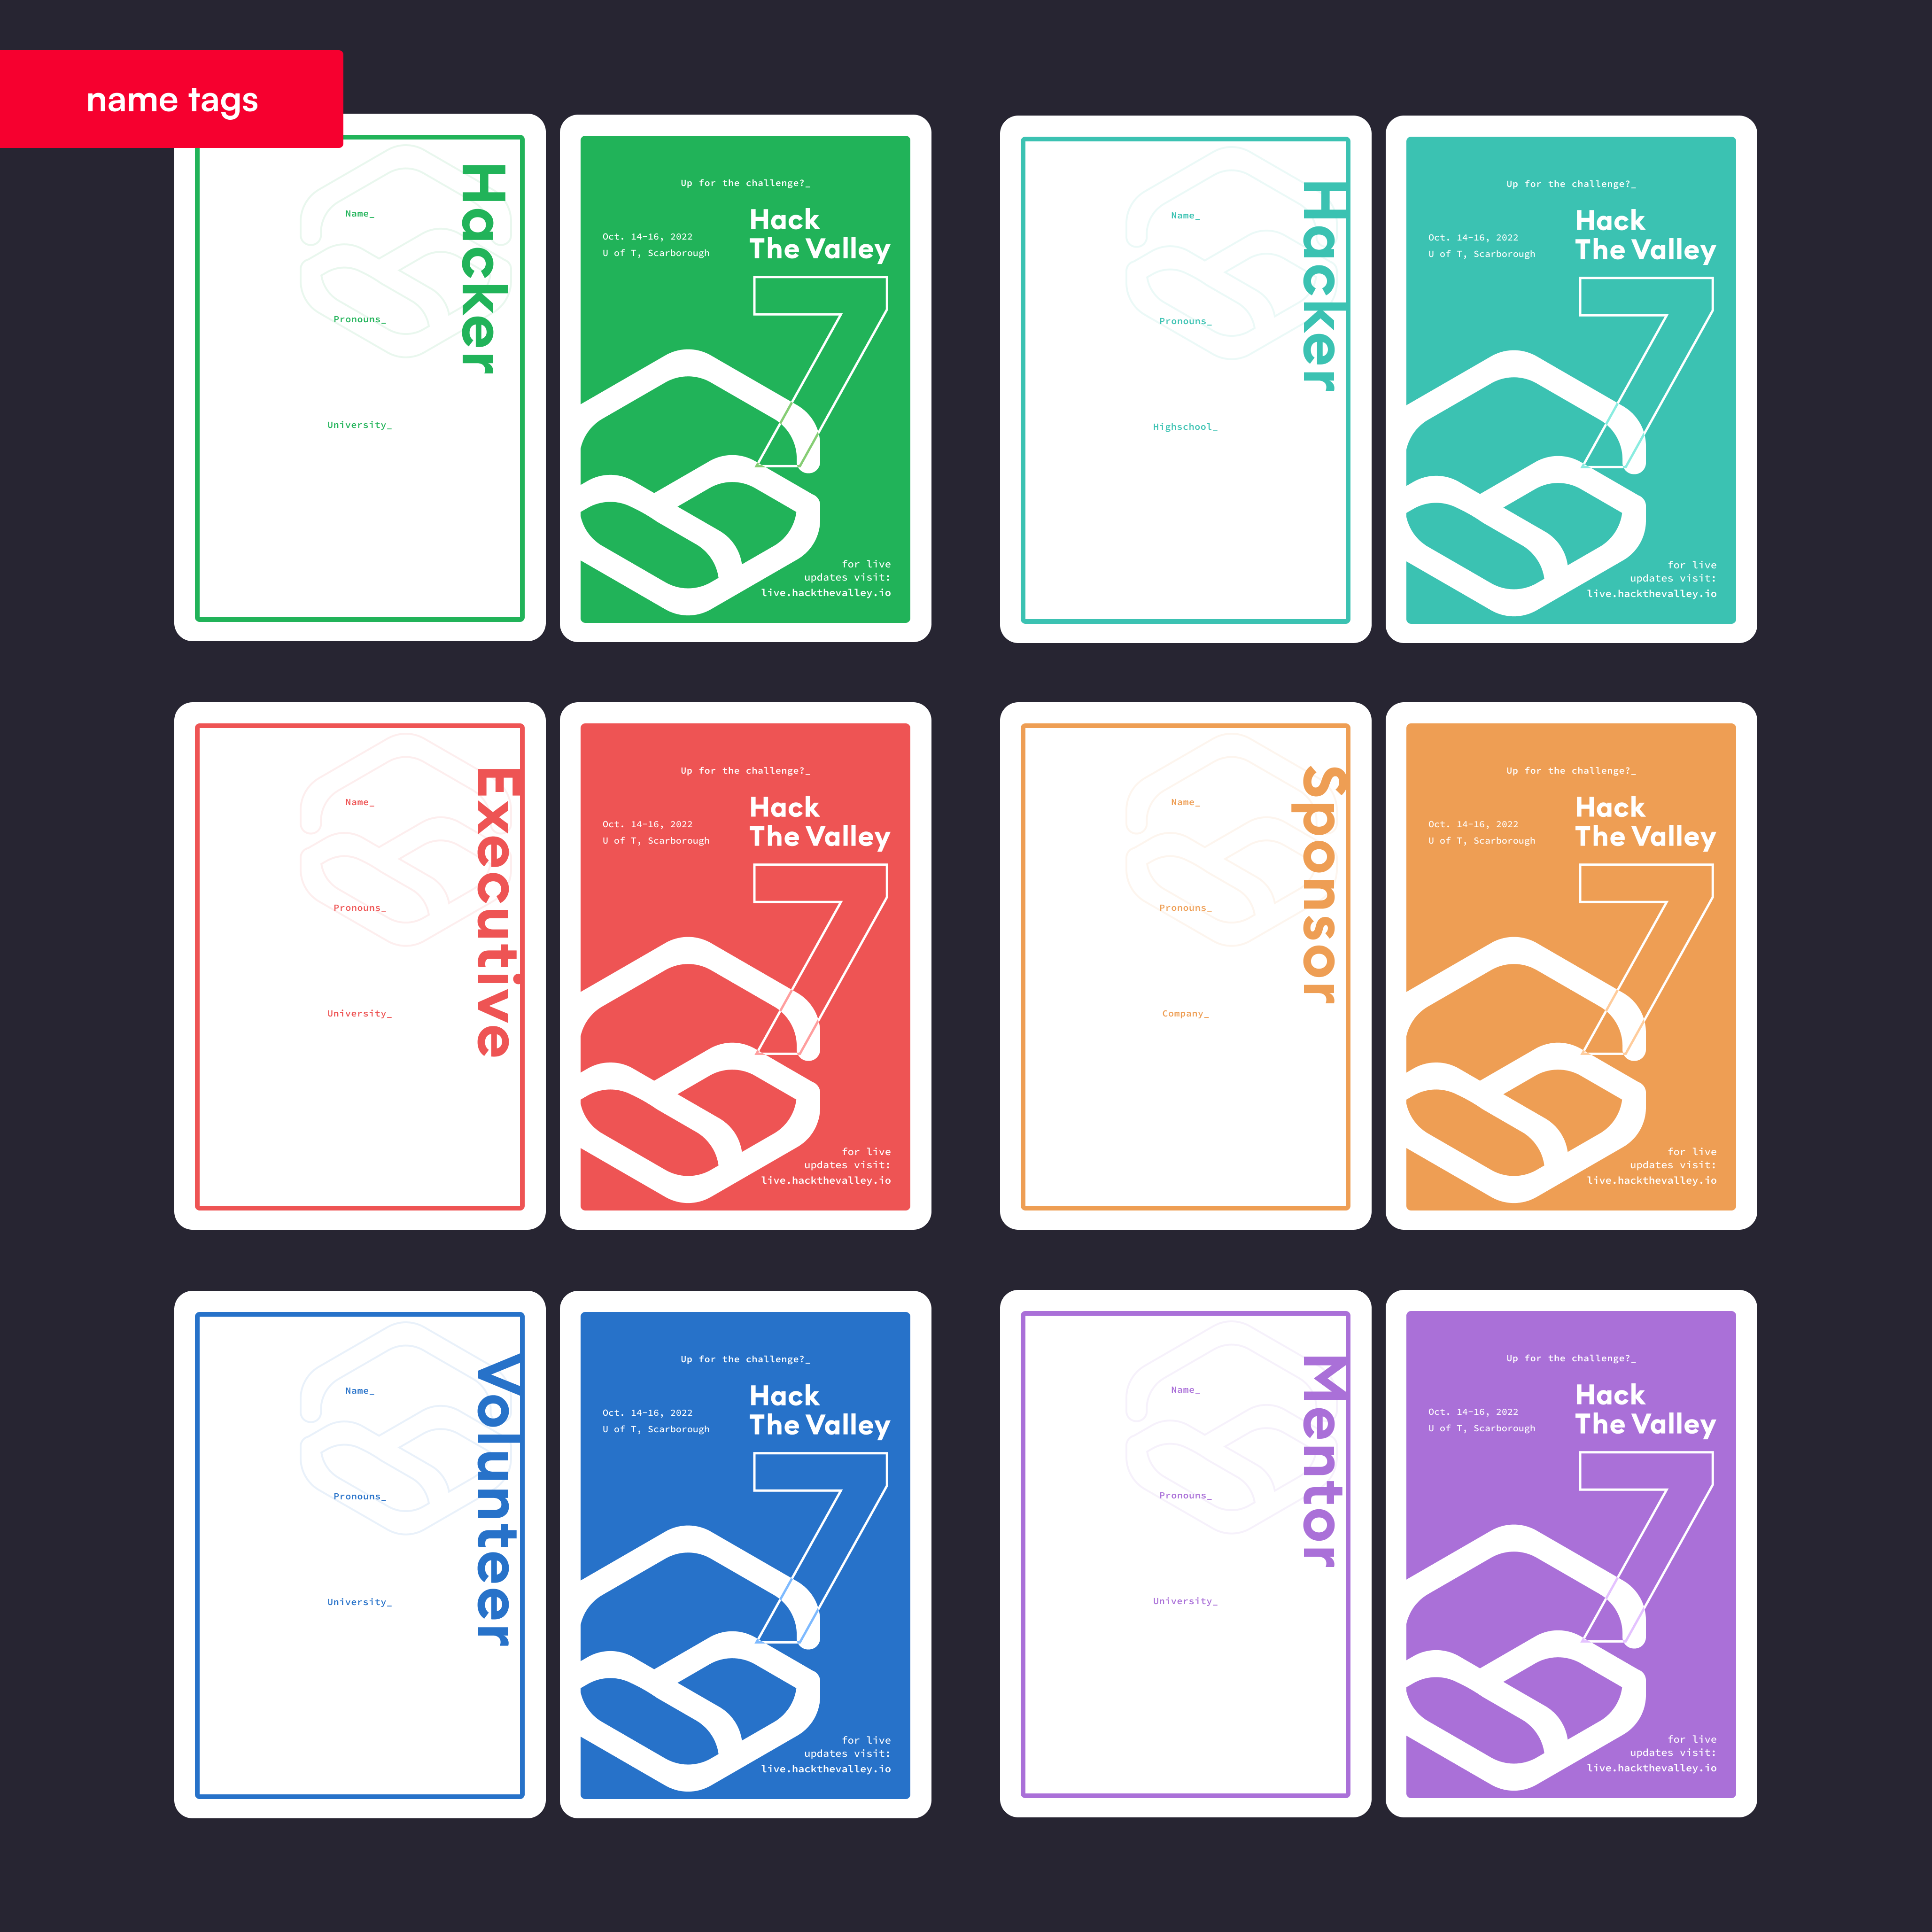 name tags
Hacker
Name_
Pronouns_
University_
Up for the challenge?_
Hack
The Valley
Oct. 14-16, 2022
U of T, Scarborough
7
for live
updates visit:
live.hackthevalley.io
Hacker
Name_
Pronouns_
Highschool_
Up for the challenge?_
Hack
The Valley
Oct. 14-16, 2022
U of T, Scarborough
7
for live
updates visit:
live.hackthevalley.io
Executive
Name_
Pronouns_
University_
Up for the challenge?_
Hack
The Valley
Oct. 14-16, 2022
U of T, Scarborough
7
for live
updates visit:
live.hackthevalley.io
Sponsor
Name_
Pronouns_
Company_
Up for the challenge?_
Hack
The Valley
Oct. 14-16, 2022
U of T, Scarborough
7
for live
updates visit:
live.hackthevalley.io
Volunteer
Name_
Pronouns_
University_
Up for the challenge?_
Hack
The Valley
Oct. 14-16, 2022
U of T, Scarborough
7
for live
updates visit:
live.hackthevalley.io
Mentor
Name_
Pronouns_
University_
Up for the challenge?_
Hack
The Valley
Oct. 14-16, 2022
U of T, Scarborough
7
for live
updates visit:
live.hackthevalley.io